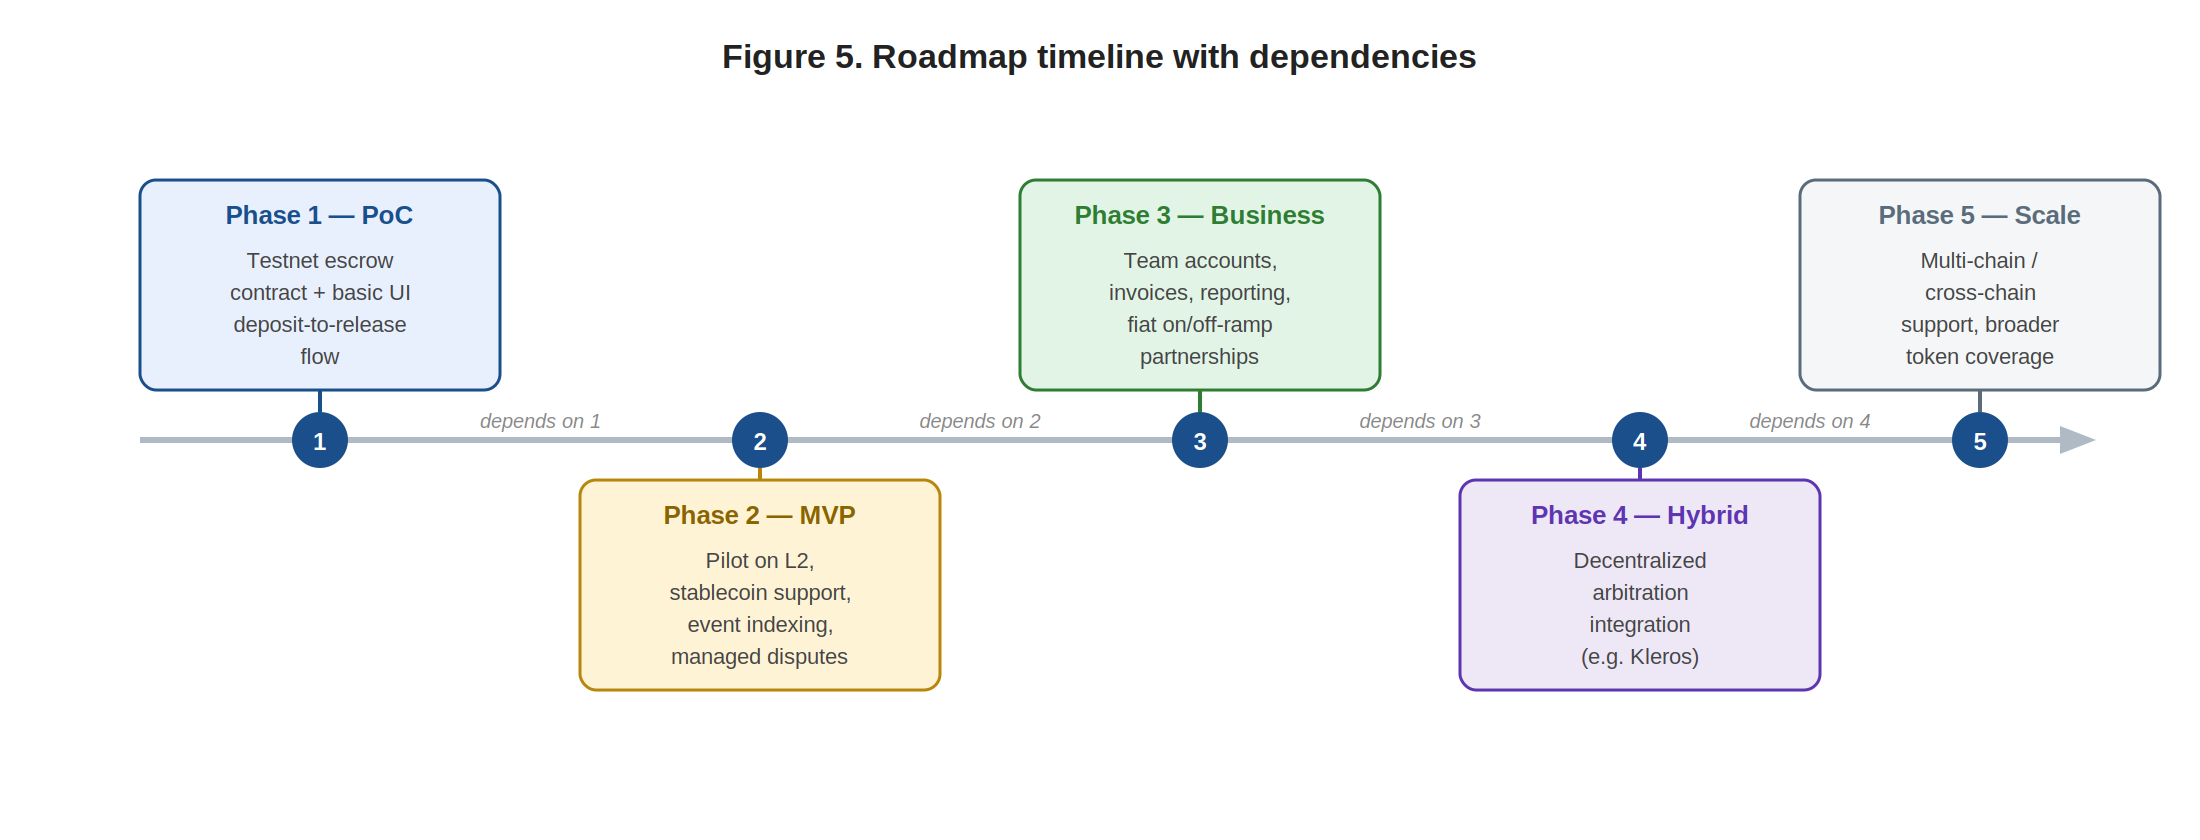 Figure 5. Roadmap timeline with dependencies
Phase 1 — PoC
Testnet escrow
contract + basic UI
deposit-to-release
flow
Phase 3 — Business
Team accounts,
invoices, reporting,
fiat on/off-ramp
partnerships
Phase 5 — Scale
Multi-chain /
cross-chain
support, broader
token coverage
1
depends on 1
2
depends on 2
3
depends on 3
4
depends on 4
5
Phase 2 — MVP
Pilot on L2,
stablecoin support,
event indexing,
managed disputes
Phase 4 — Hybrid
Decentralized
arbitration
integration
(e.g. Kleros)